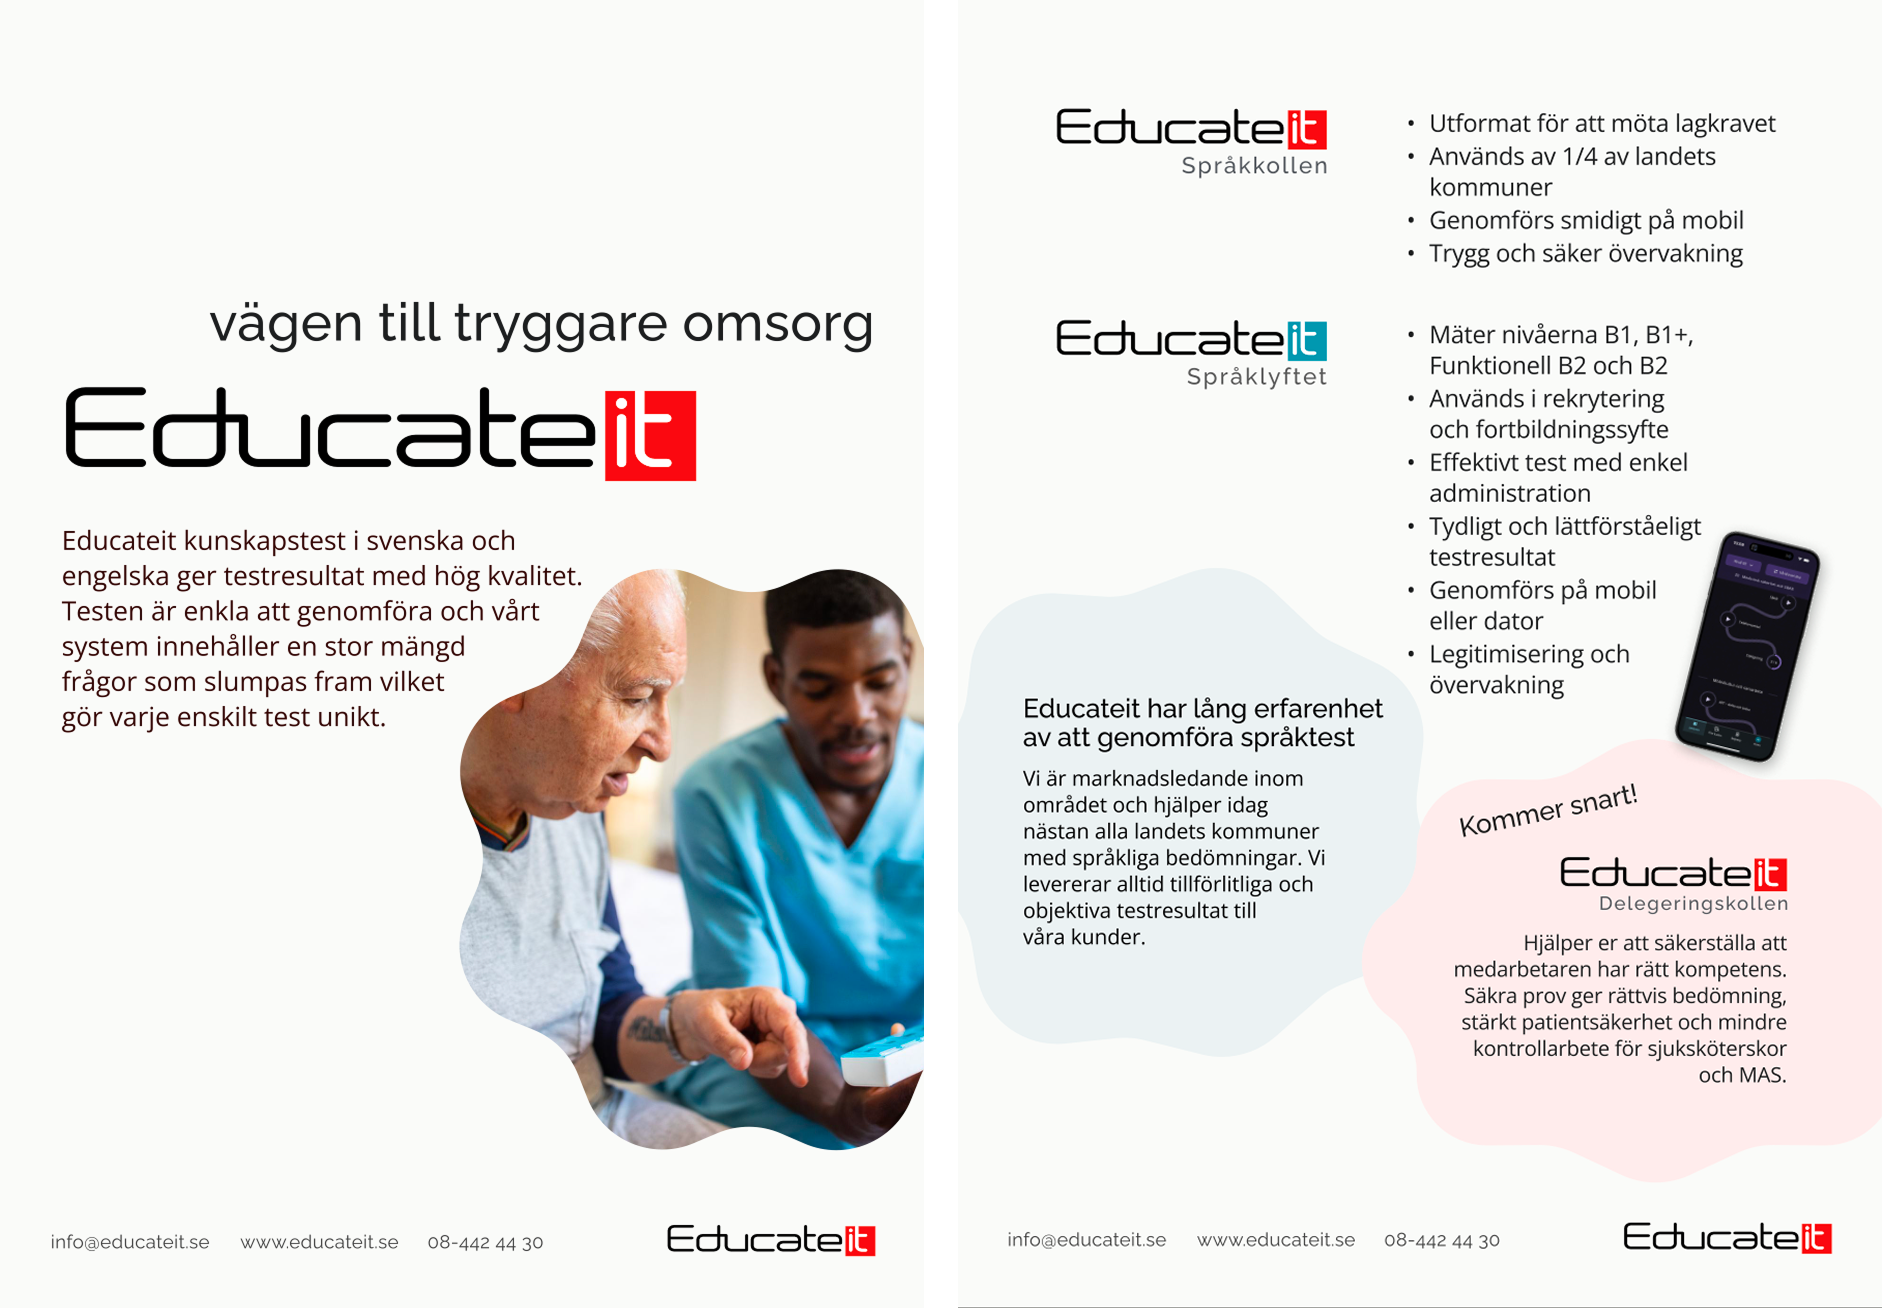 vägen till tryggare omsorg
Educateit
Educateit kunskapstest i svenska och
engelska ger testresultat med hög kvalitet.
Testen är enkla att genomföra och vårt
system innehåller en stor mängd
frågor som slumpas fram vilket
gör varje enskilt test unikt.
info@educateit.se www.educateit.se 08-442 44 30 Educateit
Educateit
Språkkollen
• Utformat för att möta lagkravet
• Används av 1/4 av landets
kommuner
• Genomförs smidigt på mobil
• Trygg och säker övervakning
Educateit
Språklyftet
• Mäter nivåerna B1, B1+,
Funktionell B2 och B2
• Används i rekrytering
och fortbildningssyfte
• Effektivt test med enkel
administration
• Tydligt och lättförståeligt
testresultat
• Genomförs på mobil
eller dator
• Legitimisering och
övervakning
Educateit har lång erfarenhet
av att genomföra språktest
Vi är marknadsledande inom
området och hjälper idag
nästan alla landets kommuner
med språkliga bedömningar. Vi
levererar alltid tillförlitliga och
objektiva testresultat till
våra kunder.
Kommer snart!
Educateit
Delegeringskollen
Hjälper er att säkerställa att
medarbetaren har rätt kompetens.
Säkra prov ger rättvis bedömning,
stärkt patientsäkerhet och mindre
kontrollarbete för sjuksköterskor
och MAS.
info@educateit.se www.educateit.se 08-442 44 30 Educateit